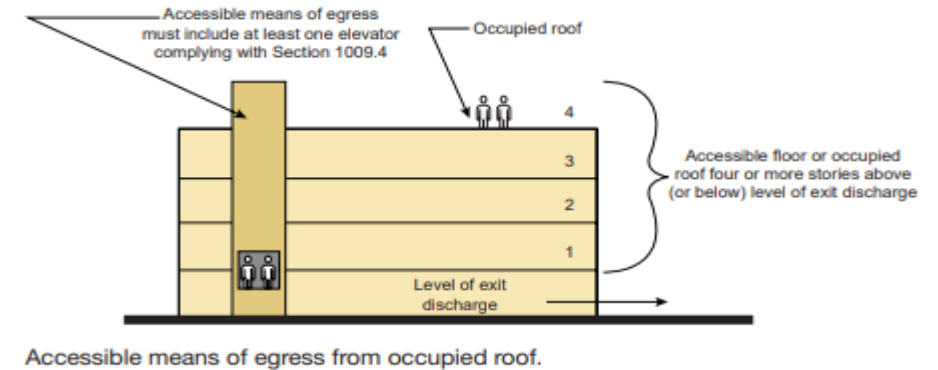 Accessible means of egress
must include at least one elevator
complying with Section 1009.4
Occupied roof
4
3
2
1
Accessible floor or occupied
roof four or more stories above
(or below) level of exit discharge
Level of exit
discharge
Accessible means of egress from occupied roof.